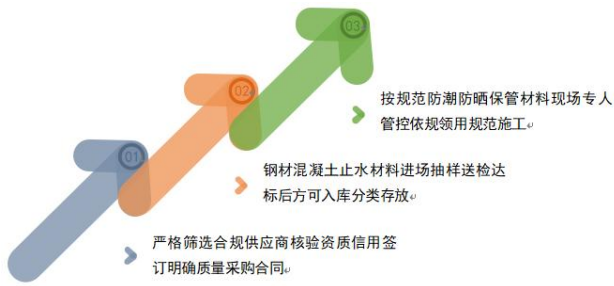 03
按规范防潮防晒保管材料现场专人
管控依规领用规范施工
02
钢材混凝土止水材料进场抽样送检达
标后方可入库分类存放
01
严格筛选合规供应商核验资质信用签
订明确质量采购合同